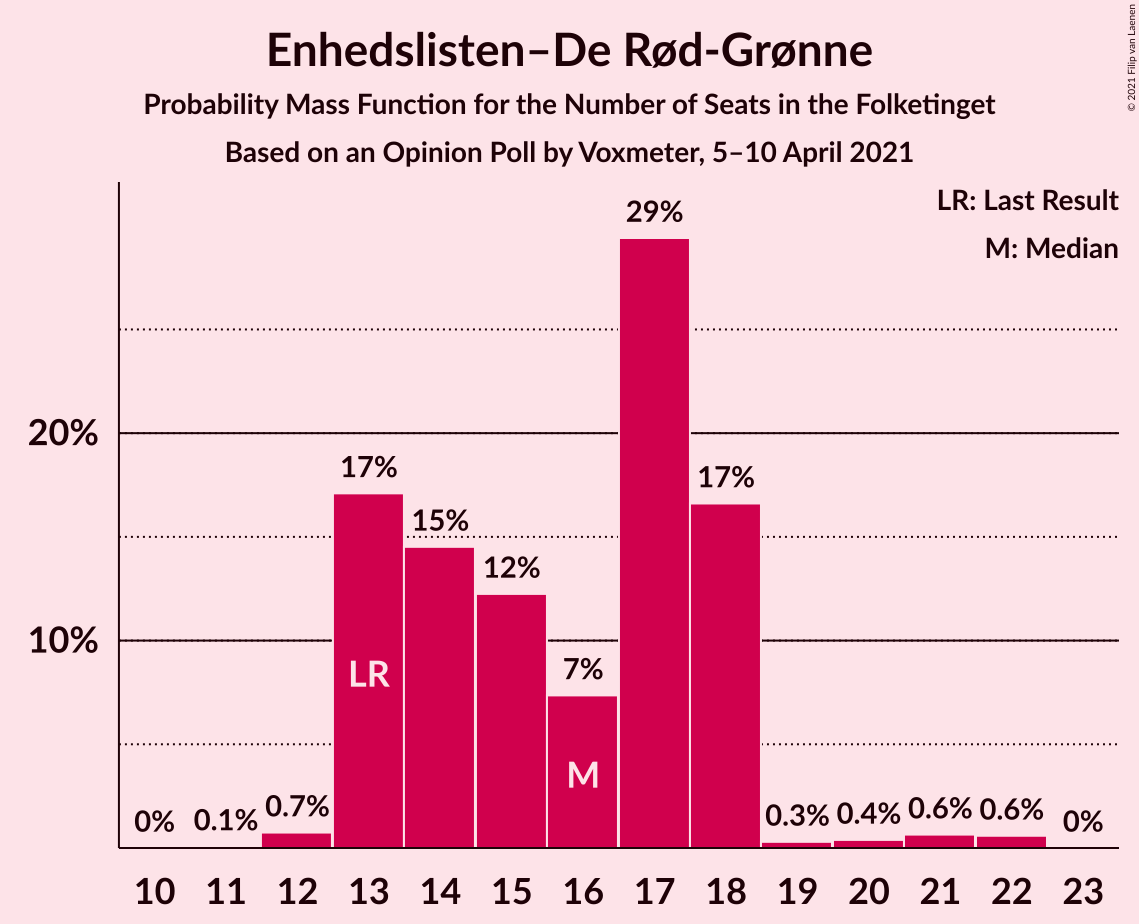 Enhedslisten–De Rød-Grønne
Probability Mass Function for the Number of Seats in the Folketinget
Based on an Opinion Poll by Voxmeter, 5–10 April 2021
© 2021 Filip van Laenen
LR: Last Result
M: Median
29%
20%
17%
17%
15%
12%
10%
7%
LR
M
0%
0.1%
0.7%
0.3%
0.4%
0.6%
0.6%
0%
10 11 12 13 14 15 16 17 18 19 20 21 22 23